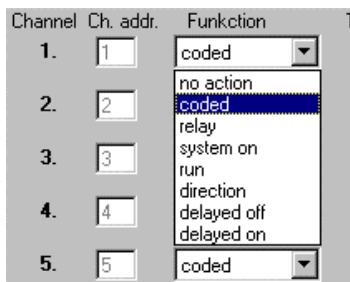 Channel Ch. addr. Funkction
1. 1 coded
no action
2. 2 coded
relay
3. 3 system on
run
direction
4. 4 delayed off
delayed on
5. 5 coded